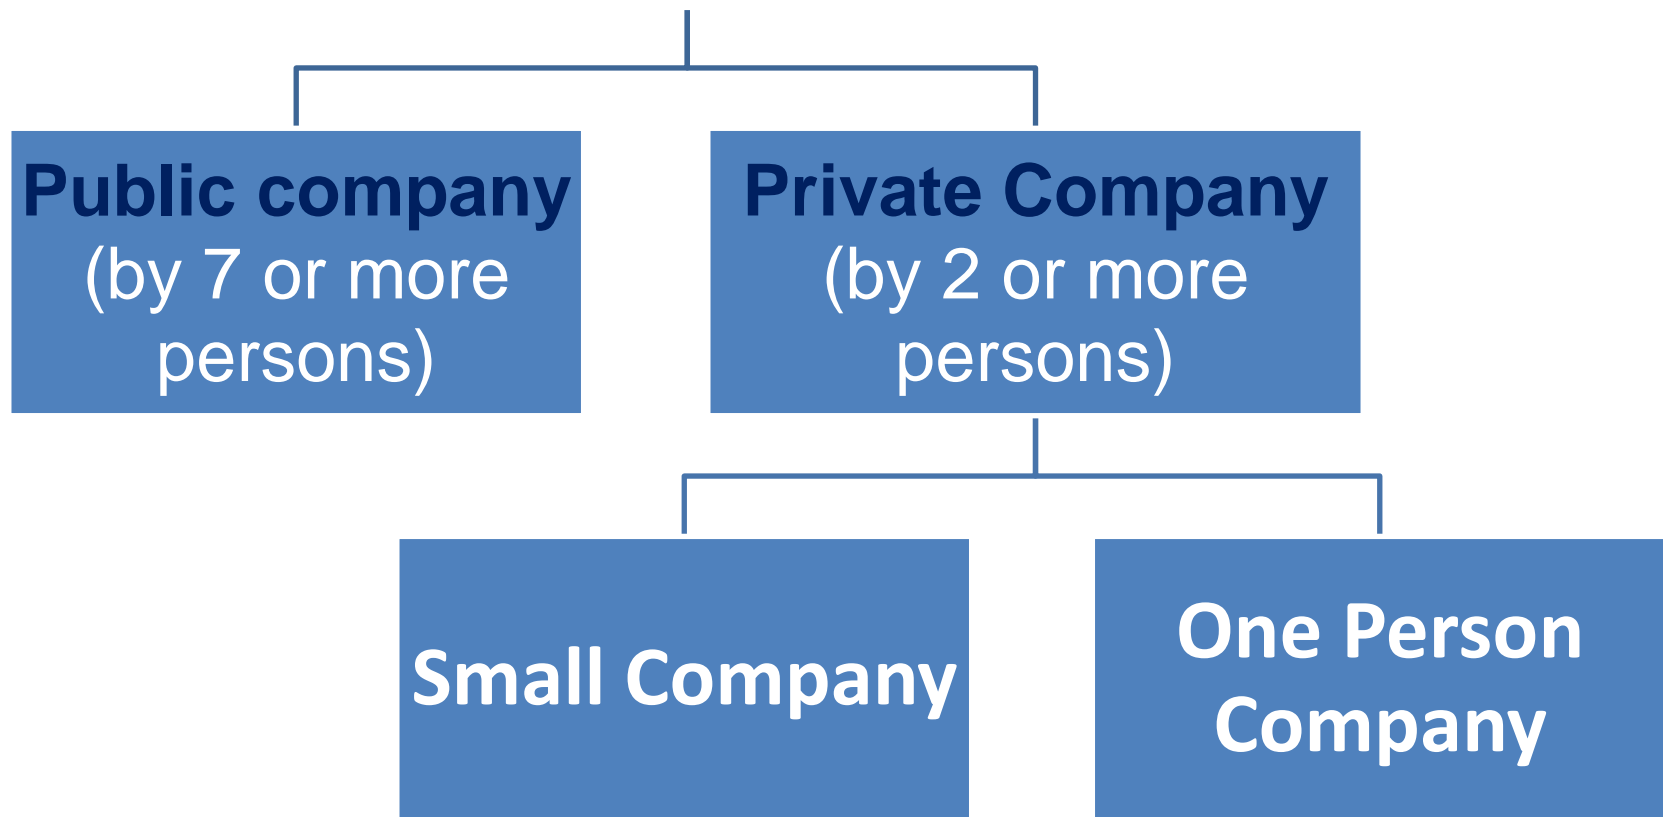 Public company
(by 7 or more
persons)
Private Company
(by 2 or more
persons)
Small Company
One Person
Company